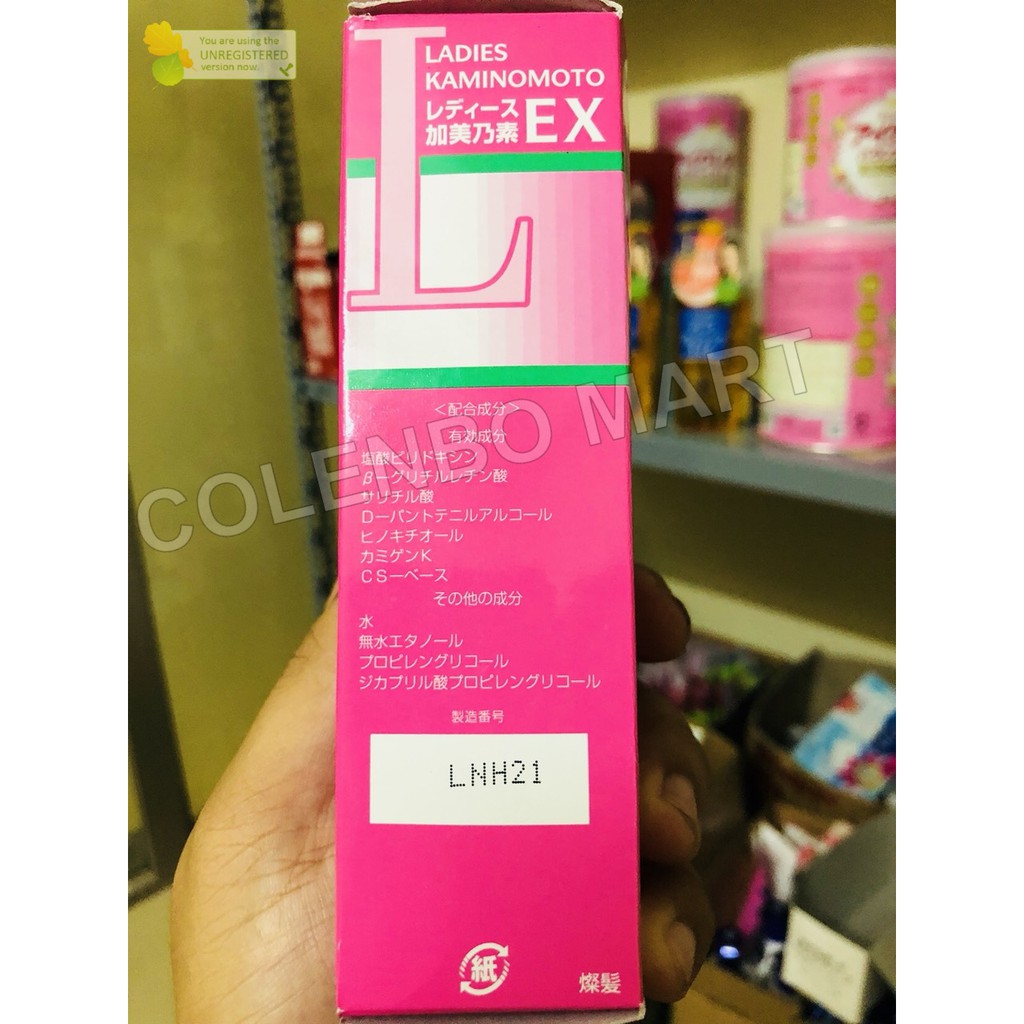 You are using the
UNREGISTERED
version now.
L
LADIES
KAMINOMOTO
レディース
加美乃素 EX
<配合成分>
有効成分
塩酸ピリドキシン
β－グリチルレチン酸
サリチル酸
D－パントテニルアルコール
ヒノキチオール
カミゲンK
CS－ベース
その他の成分
水
無水エタノール
プロピレングリコール
ジカプリル酸プロピレングリコール
製造番号
LNH21
紙
燦髪
COLENBO MART